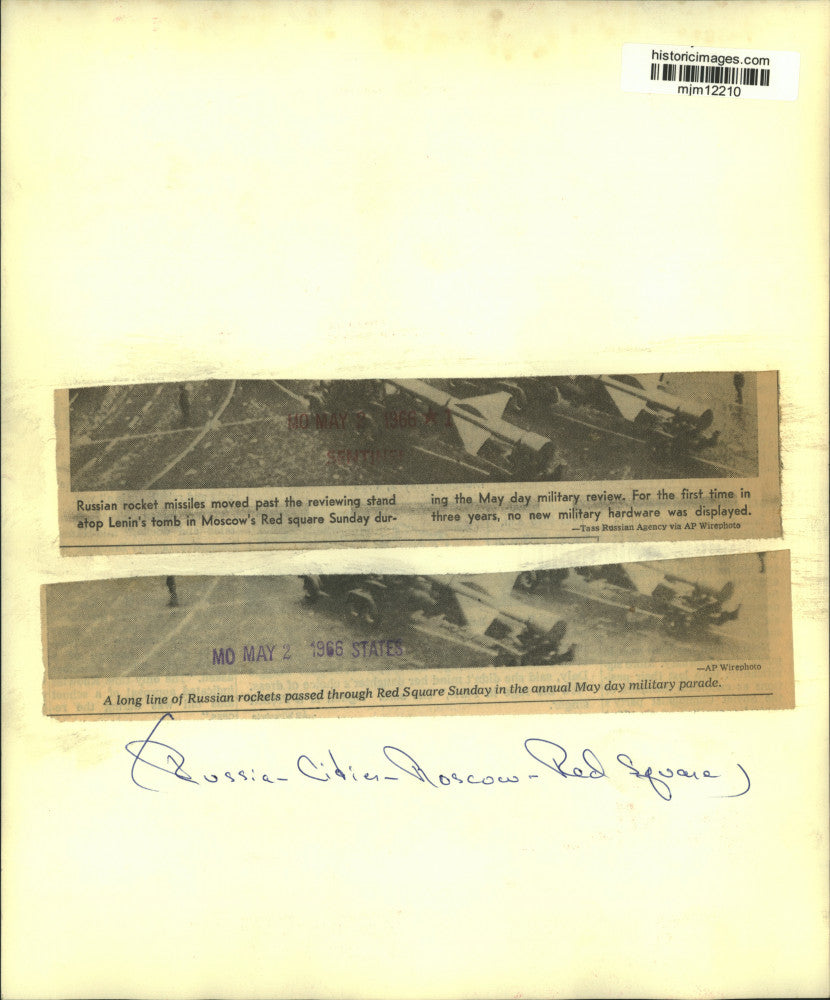 historicimages.com
mjm12210
MO MAY 2 1966 ★ 1
SENTINEL
Russian rocket missiles moved past the reviewing stand
atop Lenin's tomb in Moscow's Red square Sunday dur-
ing the May day military review. For the first time in
three years, no new military hardware was displayed.
—Tass Russian Agency via AP Wirephoto
MO MAY 2 1966 STATES
—AP Wirephoto
A long line of Russian rockets passed through Red Square Sunday in the annual May day military parade.
(Russia-Cities-Moscow-Red Square)